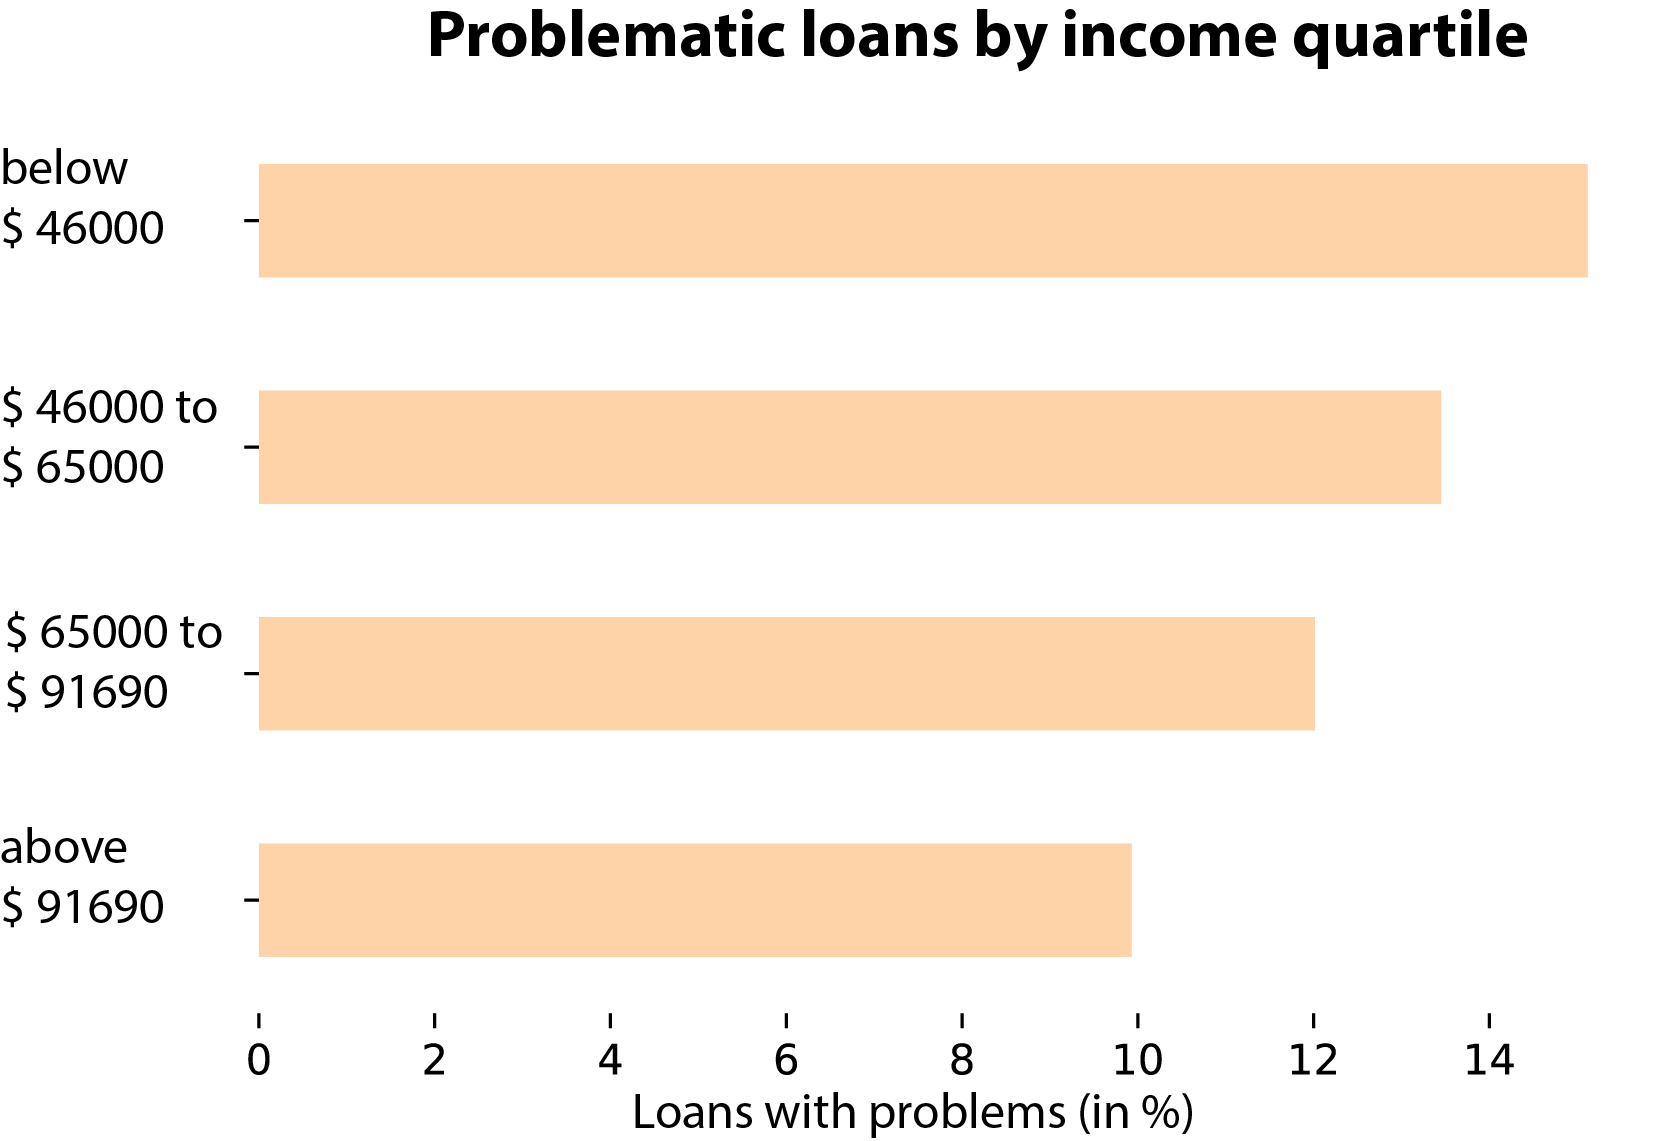 Problematic loans by income quartile
below
$ 46000
$ 46000 to
$ 65000
$ 65000 to
$ 91690
above
$ 91690
0 2 4 6 8 10 12 14
Loans with problems (in %)